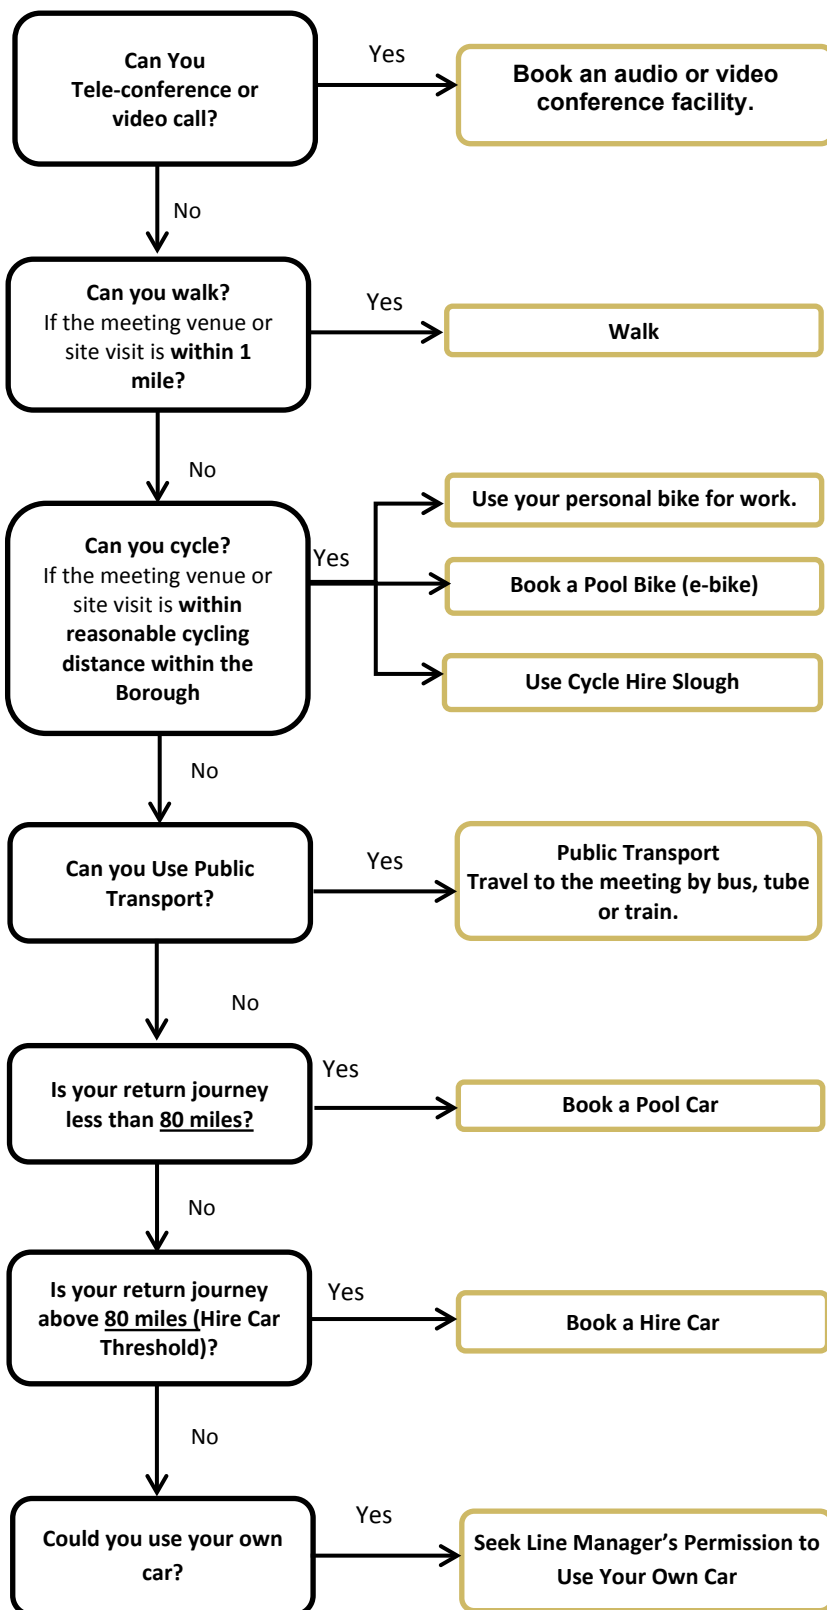 Can You
Tele-conference or
video call?
Yes
Book an audio or video
conference facility.
No
Can you walk?
If the meeting venue or
site visit is within 1
mile?
Yes
Walk
No
Can you cycle?
If the meeting venue or
site visit is within
reasonable cycling
distance within the
Borough
Yes
Use your personal bike for work.
Book a Pool Bike (e-bike)
Use Cycle Hire Slough
No
Can you Use Public
Transport?
Yes
Public Transport
Travel to the meeting by bus, tube
or train.
No
Is your return journey
less than 80 miles?
Yes
Book a Pool Car
No
Is your return journey
above 80 miles (Hire Car
Threshold)?
Yes
Book a Hire Car
No
Could you use your own
car?
Yes
Seek Line Manager’s Permission to
Use Your Own Car